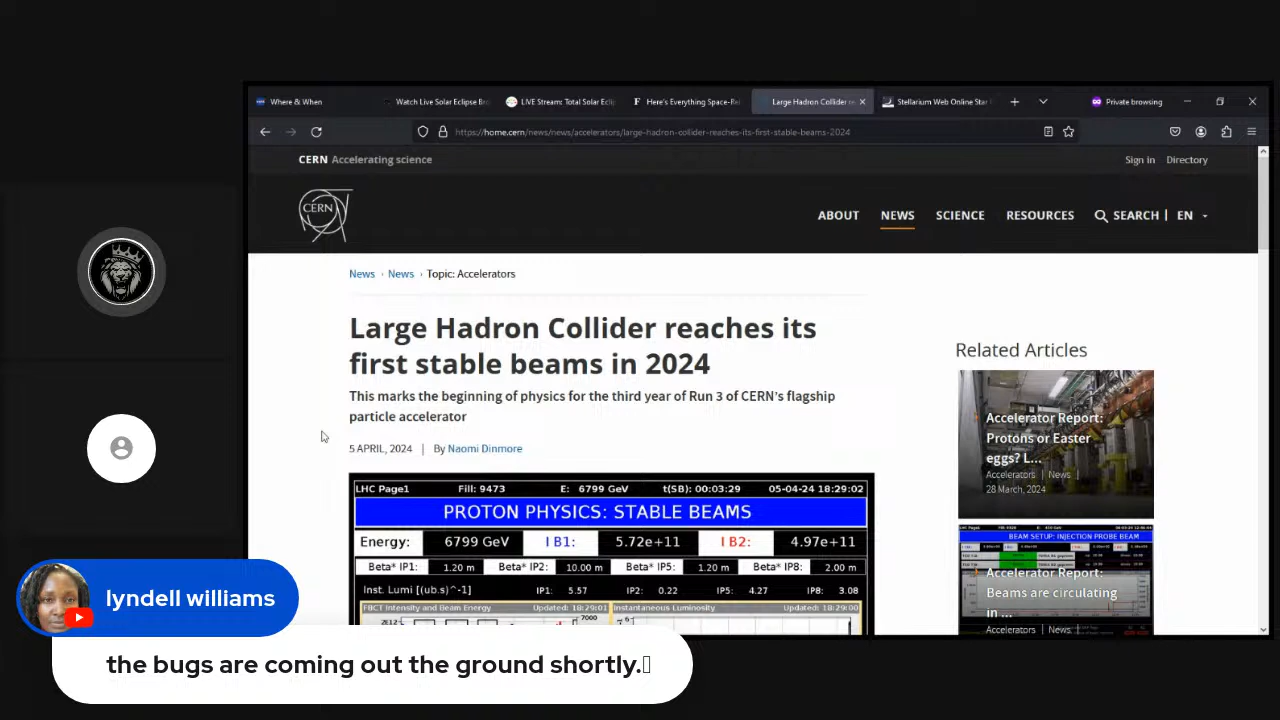 Where & When
Watch Live Solar Eclipse Bro
LIVE Stream: Total Solar Eclip
Here's Everything Space-Re
Large Hadron Collider re
Stellarium Web Online Star
Private browsing
https://home.cern/news/news/accelerators/large-hadron-collider-reaches-its-first-stable-beams-2024
CERN Accelerating science
Sign in Directory
CERN
ABOUT NEWS SCIENCE RESOURCES SEARCH | EN
News › News › Topic: Accelerators
Large Hadron Collider reaches its
first stable beams in 2024
This marks the beginning of physics for the third year of Run 3 of CERN’s flagship
particle accelerator
5 APRIL, 2024 | By Naomi Dinmore
LHC Page1 Fill: 9473 E: 6799 GeV t(SB): 00:03:29 05-04-24 18:29:02
PROTON PHYSICS: STABLE BEAMS
Energy: 6799 GeV I B1: 5.72e+11 I B2: 4.97e+11
Beta* IP1: 1.20 m Beta* IP2: 10.00 m Beta* IP5: 1.20 m Beta* IP8: 2.00 m
Inst. Lumi [(ub.s)^-1] IP1: 5.57 IP2: 0.22 IP5: 4.27 IP8: 3.08
FBCT Intensity and Beam Energy Updated: 18:29:01 Instantaneous Luminosity Updated: 18:29:00
2E12 7000
Related Articles
Accelerator Report:
Protons or Easter
eggs? L...
Accelerators | News |
28 March, 2024
BEAM SETUP: INJECTION PROBE BEAM
Accelerator Report:
Beams are circulating
in ...
Accelerators | News |
lyndell williams
the bugs are coming out the ground shortly.